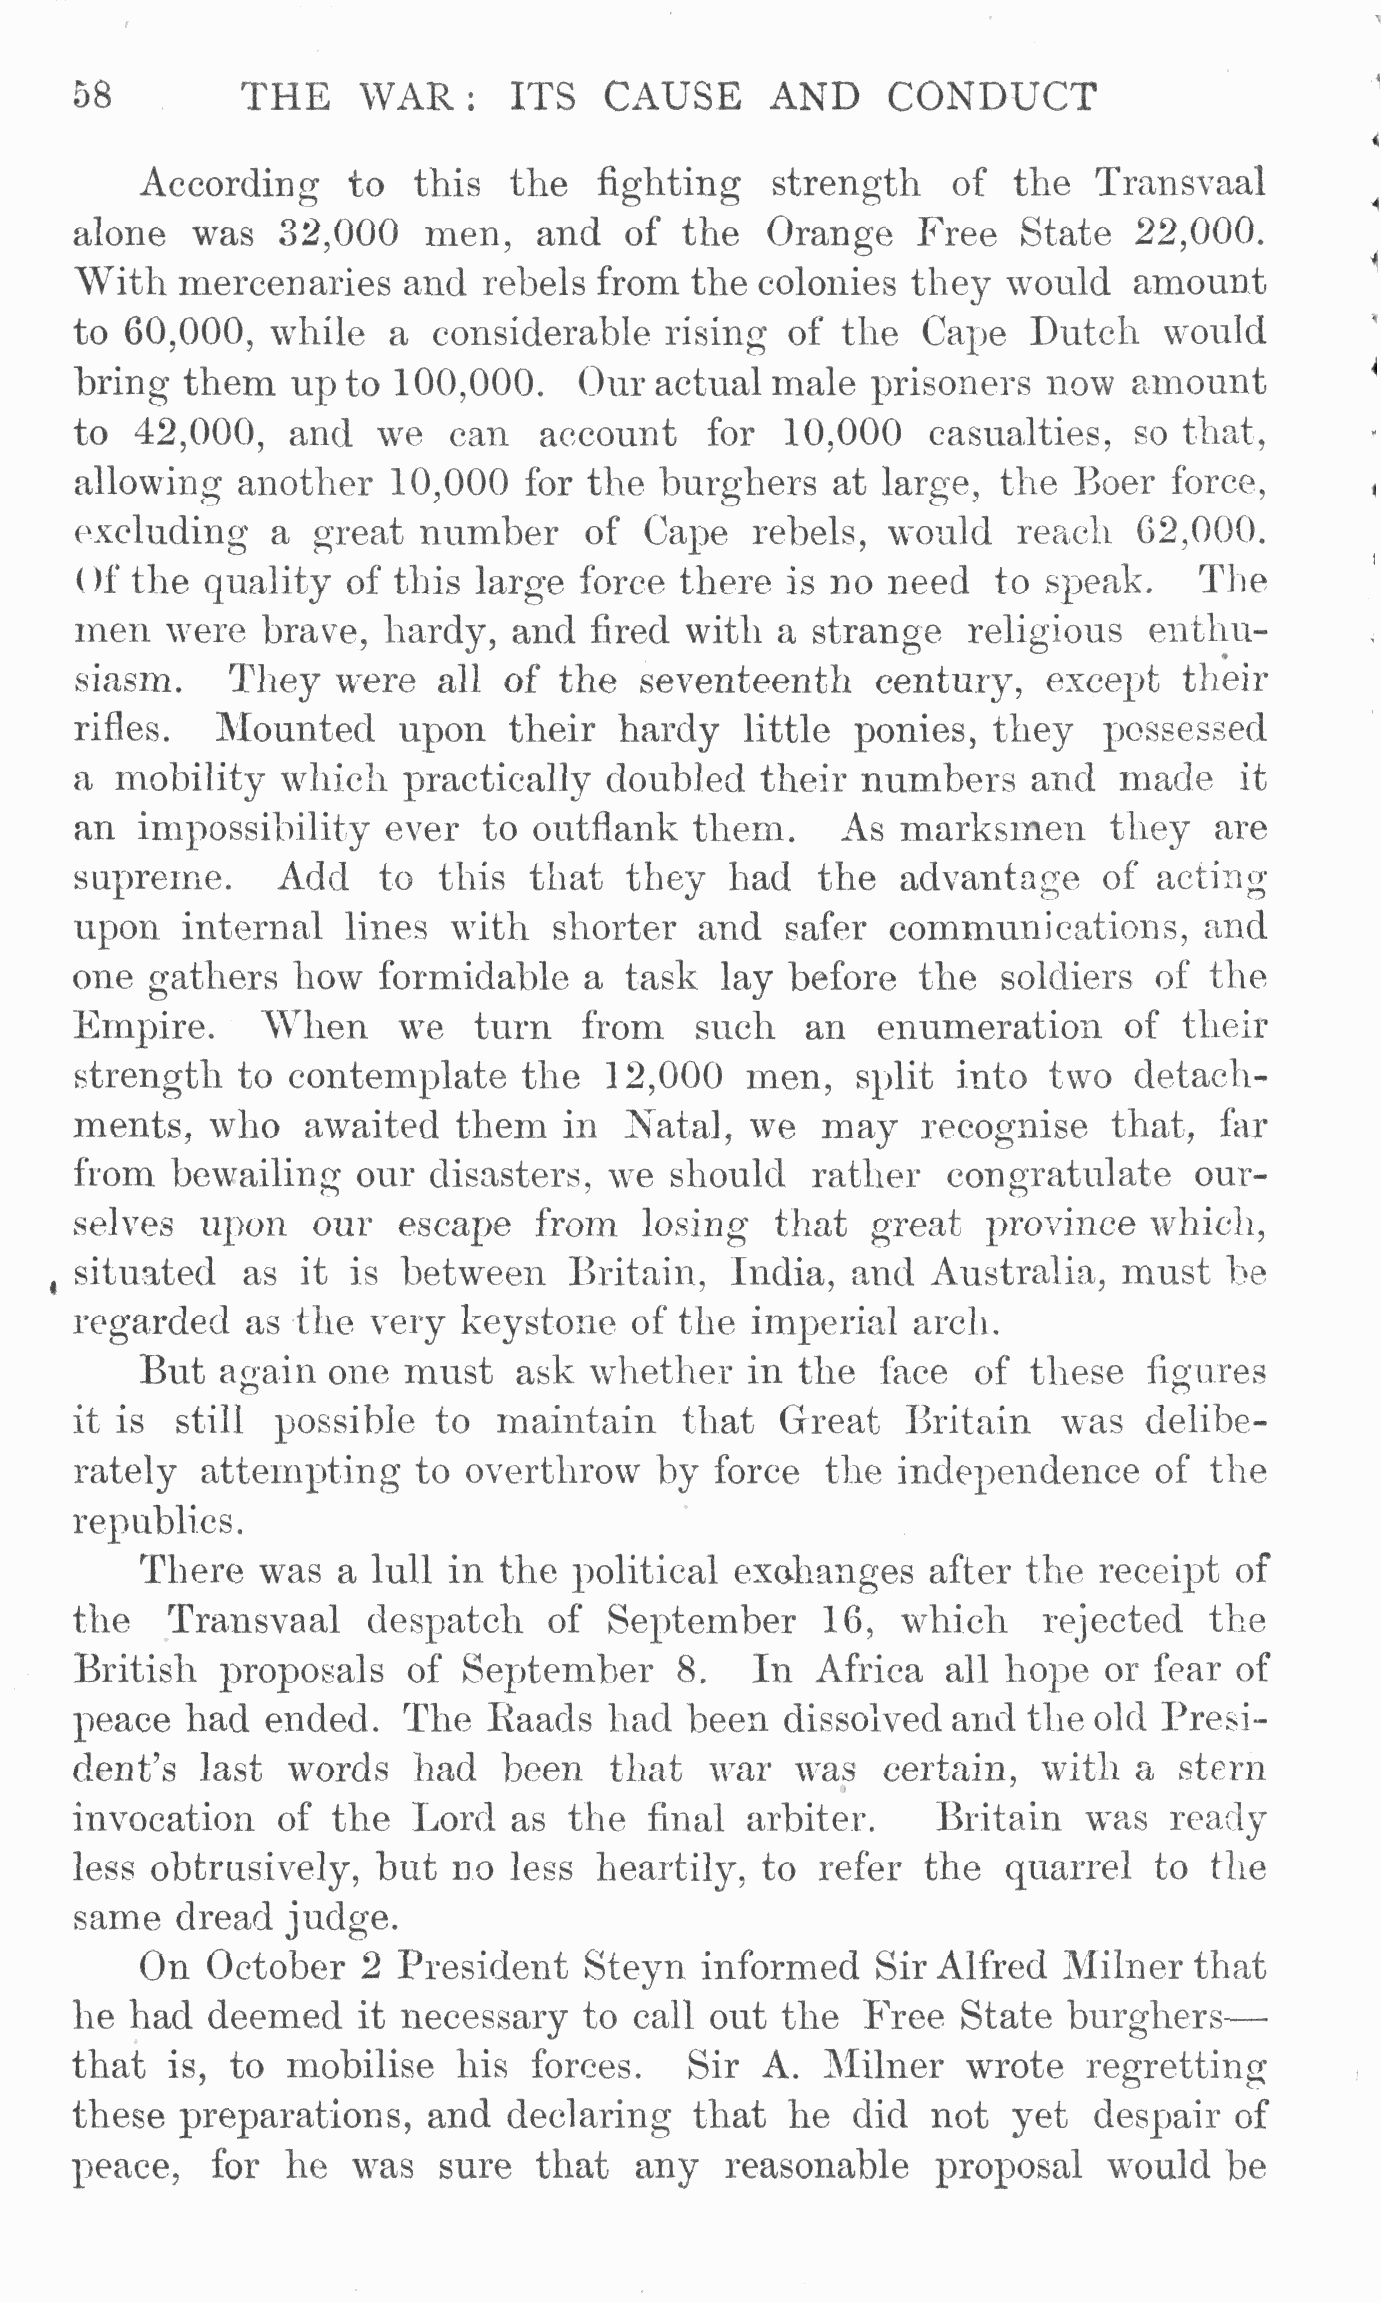 58 THE WAR: ITS CAUSE AND CONDUCT
According to this the fighting strength of the Transvaal
alone was 32,000 men, and of the Orange Free State 22,000.
With mercenaries and rebels from the colonies they would amount
to 60,000, while a considerable rising of the Cape Dutch would
bring them up to 100,000. Our actual male prisoners now amount
to 42,000, and we can account for 10,000 casualties, so that,
allowing another 10,000 for the burghers at large, the Boer force,
excluding a great number of Cape rebels, would reach 62,000.
Of the quality of this large force there is no need to speak. The
men were brave, hardy, and fired with a strange religious enthu-
siasm. They were all of the seventeenth century, except their
rifles. Mounted upon their hardy little ponies, they possessed
a mobility which practically doubled their numbers and made it
an impossibility ever to outflank them. As marksmen they are
supreme. Add to this that they had the advantage of acting
upon internal lines with shorter and safer communications, and
one gathers how formidable a task lay before the soldiers of the
Empire. When we turn from such an enumeration of their
strength to contemplate the 12,000 men, split into two detach-
ments, who awaited them in Natal, we may recognise that, far
from bewailing our disasters, we should rather congratulate our-
selves upon our escape from losing that great province which,
situated as it is between Britain, India, and Australia, must be
regarded as the very keystone of the imperial arch.
But again one must ask whether in the face of these figures
it is still possible to maintain that Great Britain was delibe-
rately attempting to overthrow by force the independence of the
republics.
There was a lull in the political exchanges after the receipt of
the Transvaal despatch of September 16, which rejected the
British proposals of September 8. In Africa all hope or fear of
peace had ended. The Raads had been dissolved and the old Presi-
dent's last words had been that war was certain, with a stern
invocation of the Lord as the final arbiter. Britain was ready
less obtrusively, but no less heartily, to refer the quarrel to the
same dread judge.
On October 2 President Steyn informed Sir Alfred Milner that
he had deemed it necessary to call out the Free State burghers—
that is, to mobilise his forces. Sir A. Milner wrote regretting
these preparations, and declaring that he did not yet despair of
peace, for he was sure that any reasonable proposal would be